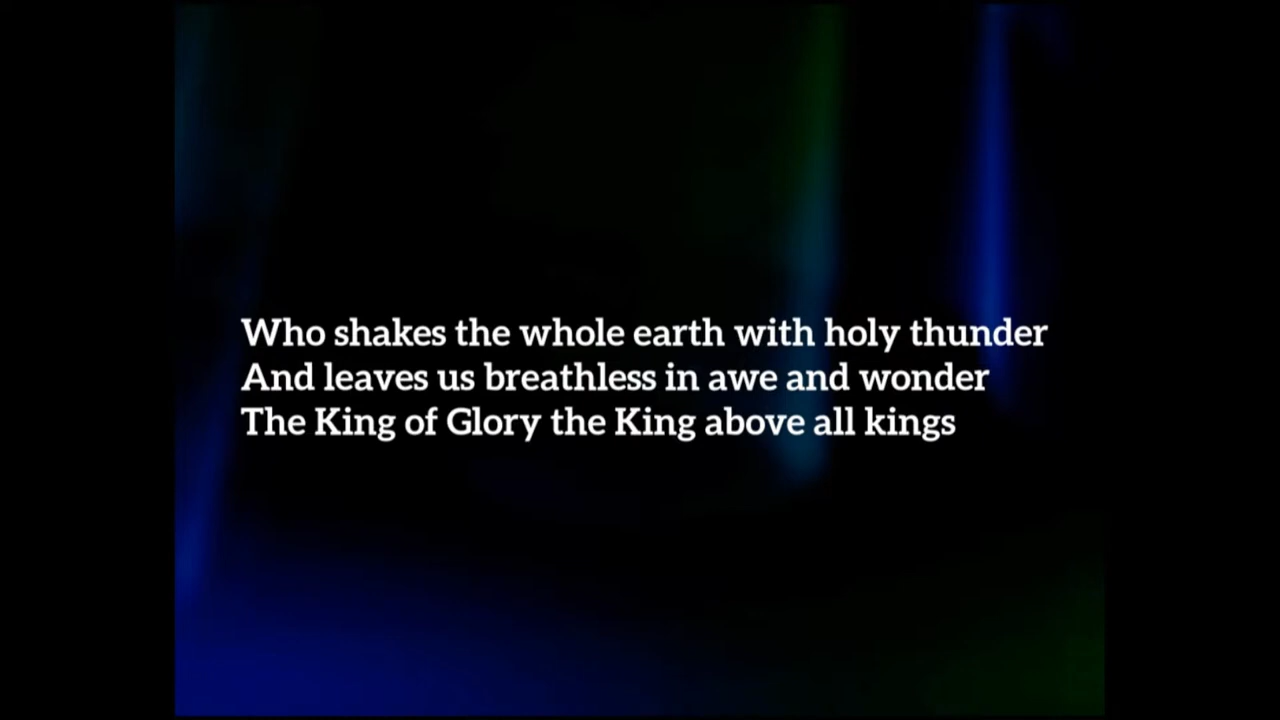 Who shakes the whole earth with holy thunder
And leaves us breathless in awe and wonder
The King of Glory the King above all kings